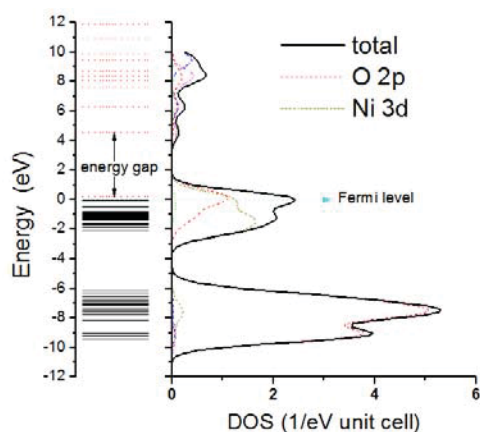 12
10
8
6
4
2
0
-2
-4
-6
-8
-10
-12
Energy (eV)
energy gap
total
O 2p
Ni 3d
Fermi level
0
2
4
6
DOS (1/eV unit cell)